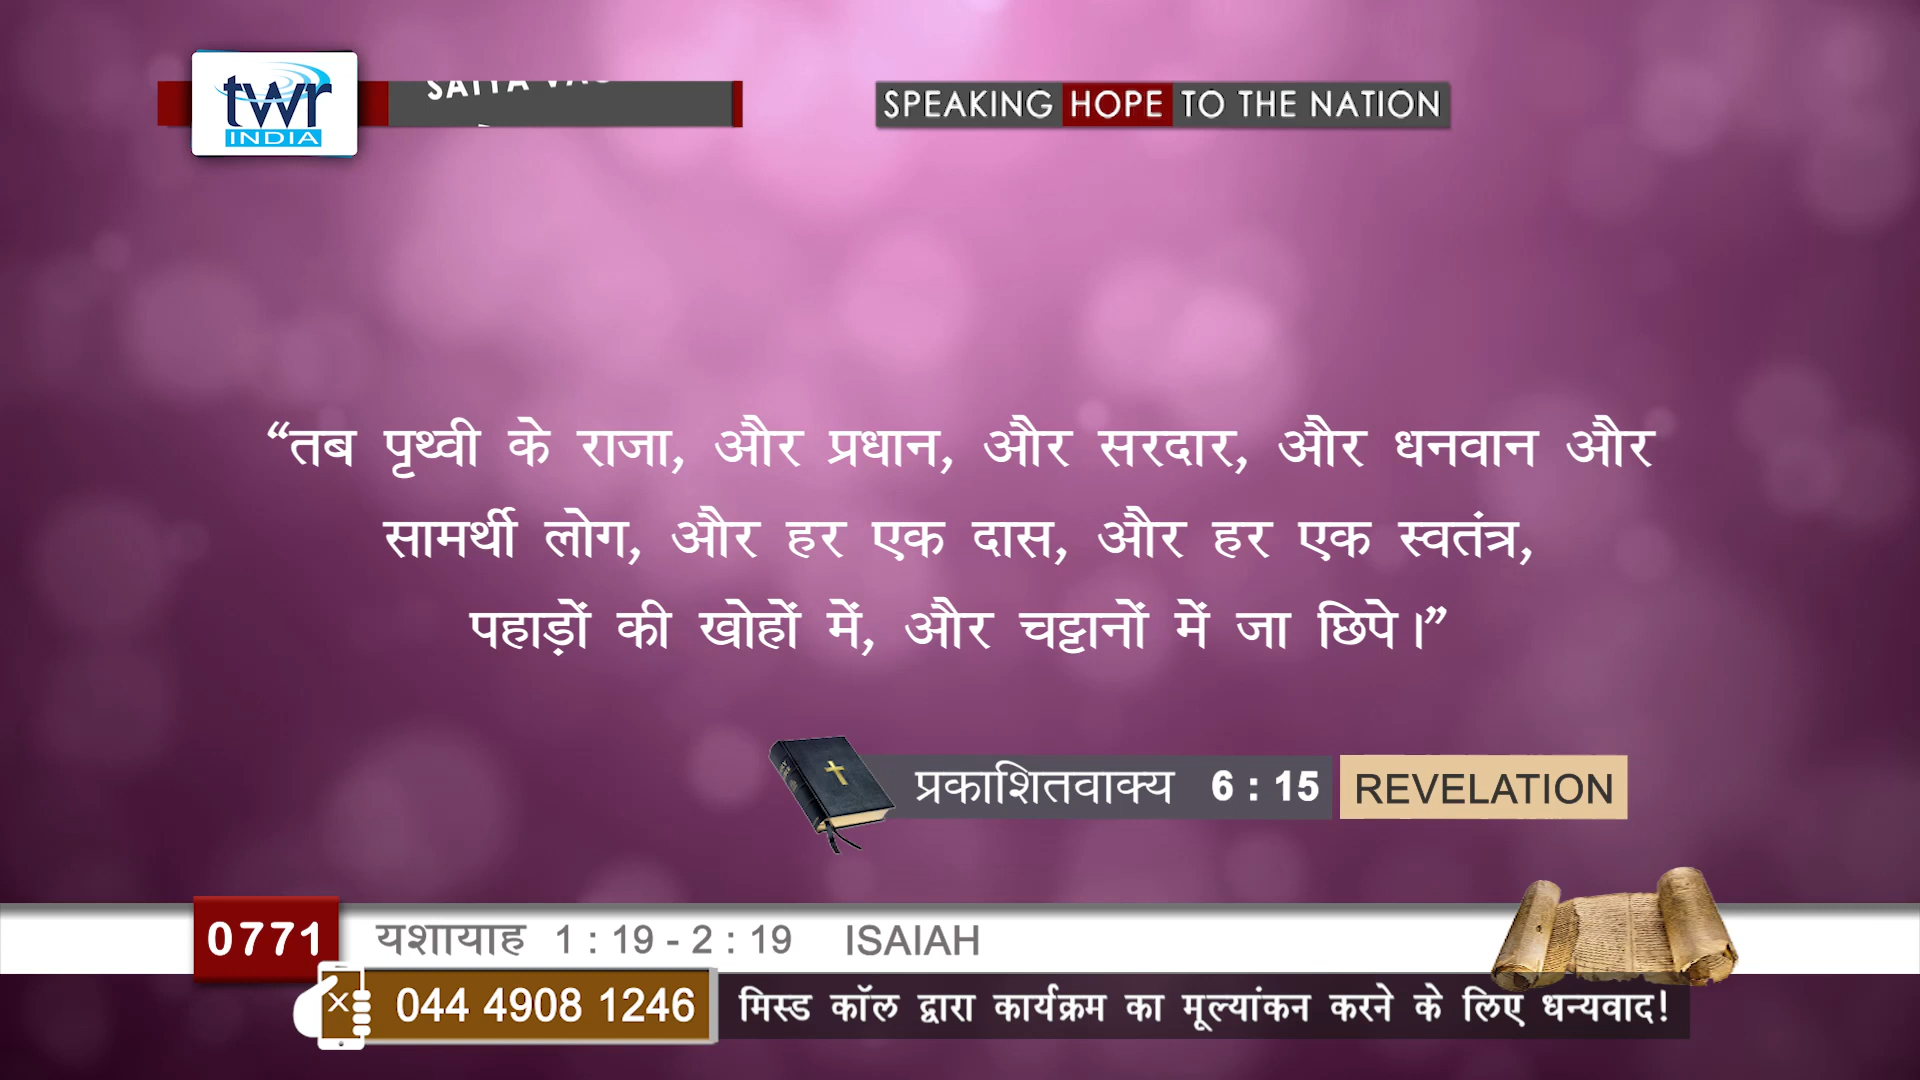 twr
INDIA
SPEAKING HOPE TO THE NATION
“तब पृथ्वी के राजा, और प्रधान, और सरदार, और धनवान और
सामर्थी लोग, और हर एक दास, और हर एक स्वतंत्र,
पहाड़ों की खोहों में, और चट्टानों में जा छिपे।”
प्रकाशितवाक्य 6 : 15 REVELATION
0771 यशायाह 1 : 19 - 2 : 19 ISAIAH
044 4908 1246 मिस्ड कॉल द्वारा कार्यक्रम का मूल्यांकन करने के लिए धन्यवाद!